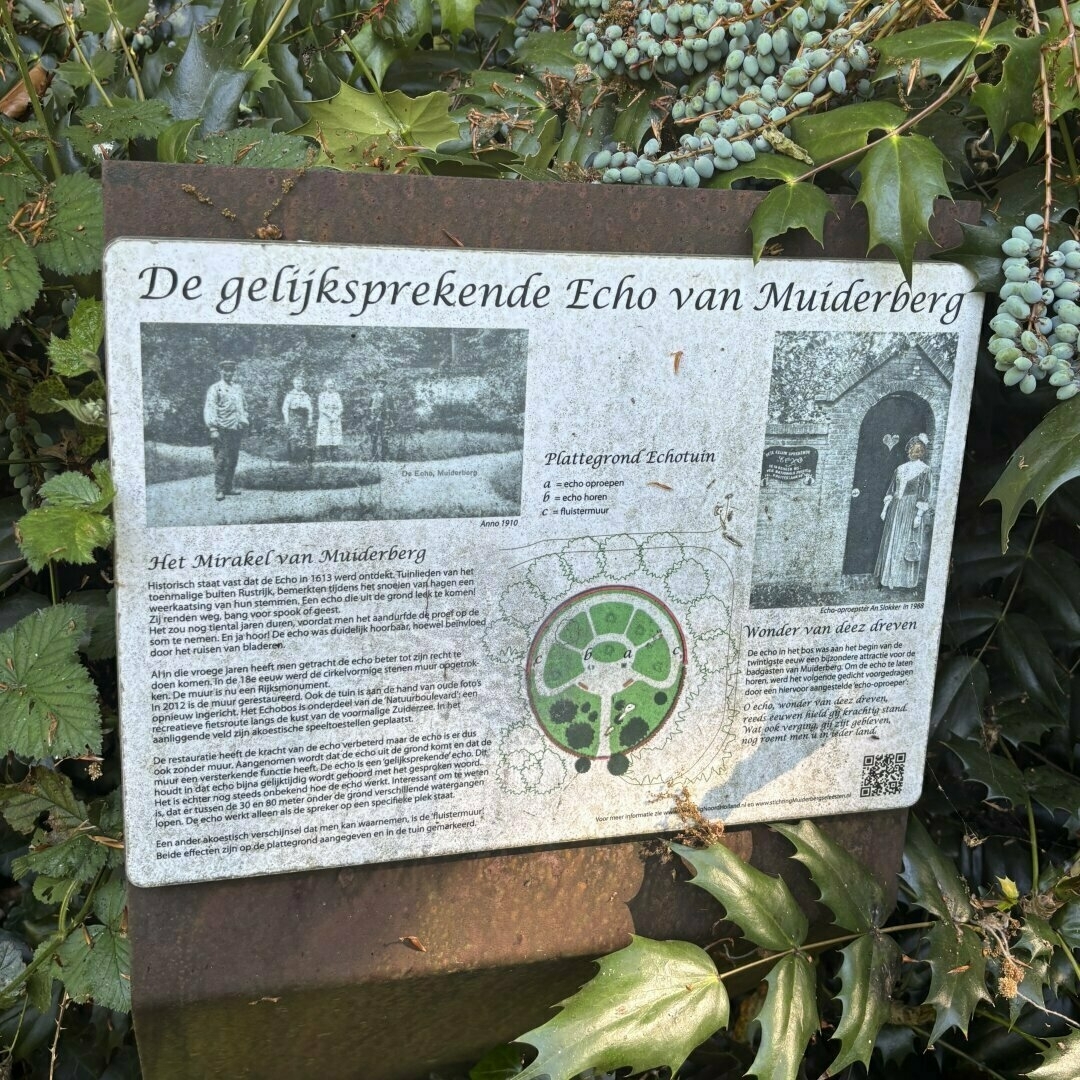 De gelijksprekende Echo van Muiderberg
De Echo, Muiderberg
Anno 1910
Het Mirakel van Muiderberg
Historisch staat vast dat de Echo in 1613 werd ontdekt. Tuinlieden van het
toenmalige buiten Rustrijk, bemerkten tijdens het snoeien van hagen een
weerkaatsing van hun stemmen. Een echo die uit de grond leek te komen!
Zij renden weg, bang voor spook of geest.
Het zou nog tiental jaren duren, voordat men het aandurfde de proef op de
som te nemen. En ja hoor! De echo was duidelijk hoorbaar, hoewel beïnvloed
door het ruisen van bladeren.
Al in die vroege jaren heeft men getracht de echo beter tot zijn recht te
doen komen. In de 18e eeuw werd de cirkelvormige stenen muur opgetrok
ken. De muur is nu een Rijksmonument.
In 2012 is de muur gerestaureerd. Ook de tuin is aan de hand van oude foto's
opnieuw ingericht. Het Echobos is onderdeel van de 'Natuurboulevard': een
recreatieve fietsroute langs de kust van de voormalige Zuiderzee. In het
aanliggende veld zijn akoestische speeltoestellen geplaatst.
De restauratie heeft de kracht van de echo verbeterd maar de echo is er dus
ook zonder muur. Aangenomen wordt dat de echo uit de grond komt en dat de
muur een versterkende functie heeft. De echo is een 'gelijksprekende' echo. Dit
houdt in dat echo bijna gelijktijdig wordt gehoord met het gesproken woord.
Het is echter nog steeds onbekend hoe de echo werkt. Interessant om te weten
is, dat er tussen de 30 en 80 meter onder de grond verschillende watergangen
lopen. De echo werkt alleen als de spreker op een specifieke plek staat.
Een ander akoestisch verschijnsel dat men kan waarnemen, is de 'fluistermuur'.
Beide effecten zijn op de plattegrond aangegeven en in de tuin gemarkeerd.
Plattegrond Echotuin
a = echo oproepen
b = echo horen
c = fluistermuur
c b a c
Echo-oproepster An Slokker in 1988
Wonder van deez dreven
De echo in het bos was aan het begin van de
twintigste eeuw een bijzondere attractie voor de
badgasten van Muiderberg. Om de echo te laten
horen, werd het volgende gedicht voorgedragen
door een hiervoor aangestelde 'echo-oproeper':
O echo, wonder van deez dreven,
reeds eeuwen hield gij krachtig stand.
Wat ook verging, gij zijt gebleven,
nog roemt men u in ieder land.
Voor meer informatie zie en www.stichtingMuiderbergsefeesten.nl